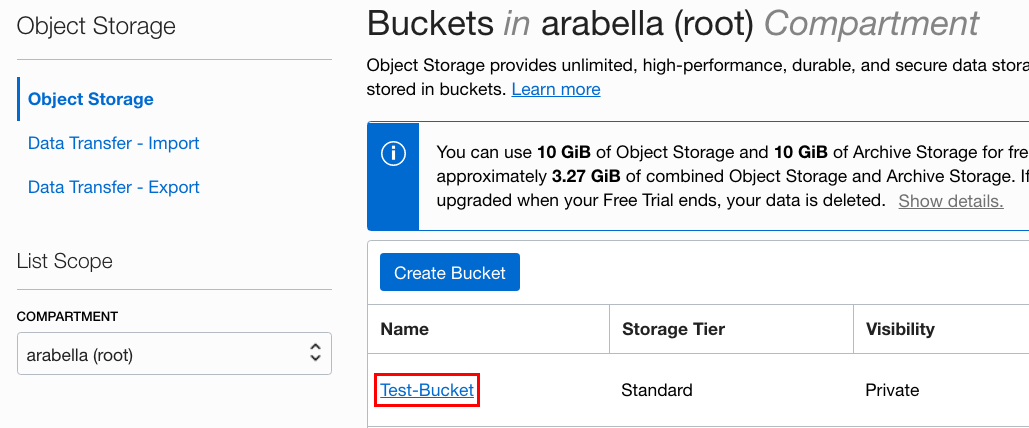 Object Storage
Object Storage
Data Transfer - Import
Data Transfer - Export
List Scope
COMPARTMENT
arabella (root)
Buckets in arabella (root) Compartment
Object Storage provides unlimited, high-performance, durable, and secure data stora
stored in buckets. Learn more
You can use 10 GiB of Object Storage and 10 GiB of Archive Storage for fre
approximately 3.27 GiB of combined Object Storage and Archive Storage. If
upgraded when your Free Trial ends, your data is deleted. Show details.
Create Bucket
Name Storage Tier Visibility
Test-Bucket Standard Private